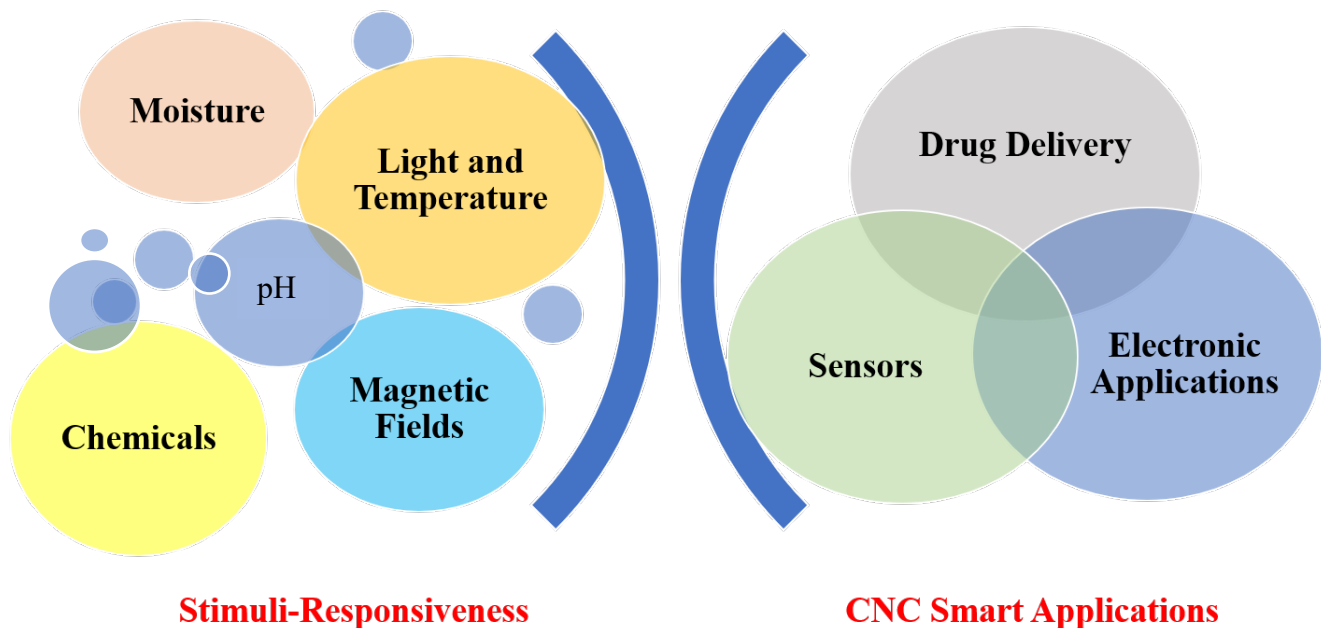 Moisture
Light and
Temperature
pH
Chemicals
Magnetic
Fields
Stimuli-Responsiveness
Drug Delivery
Sensors
Electronic
Applications
CNC Smart Applications